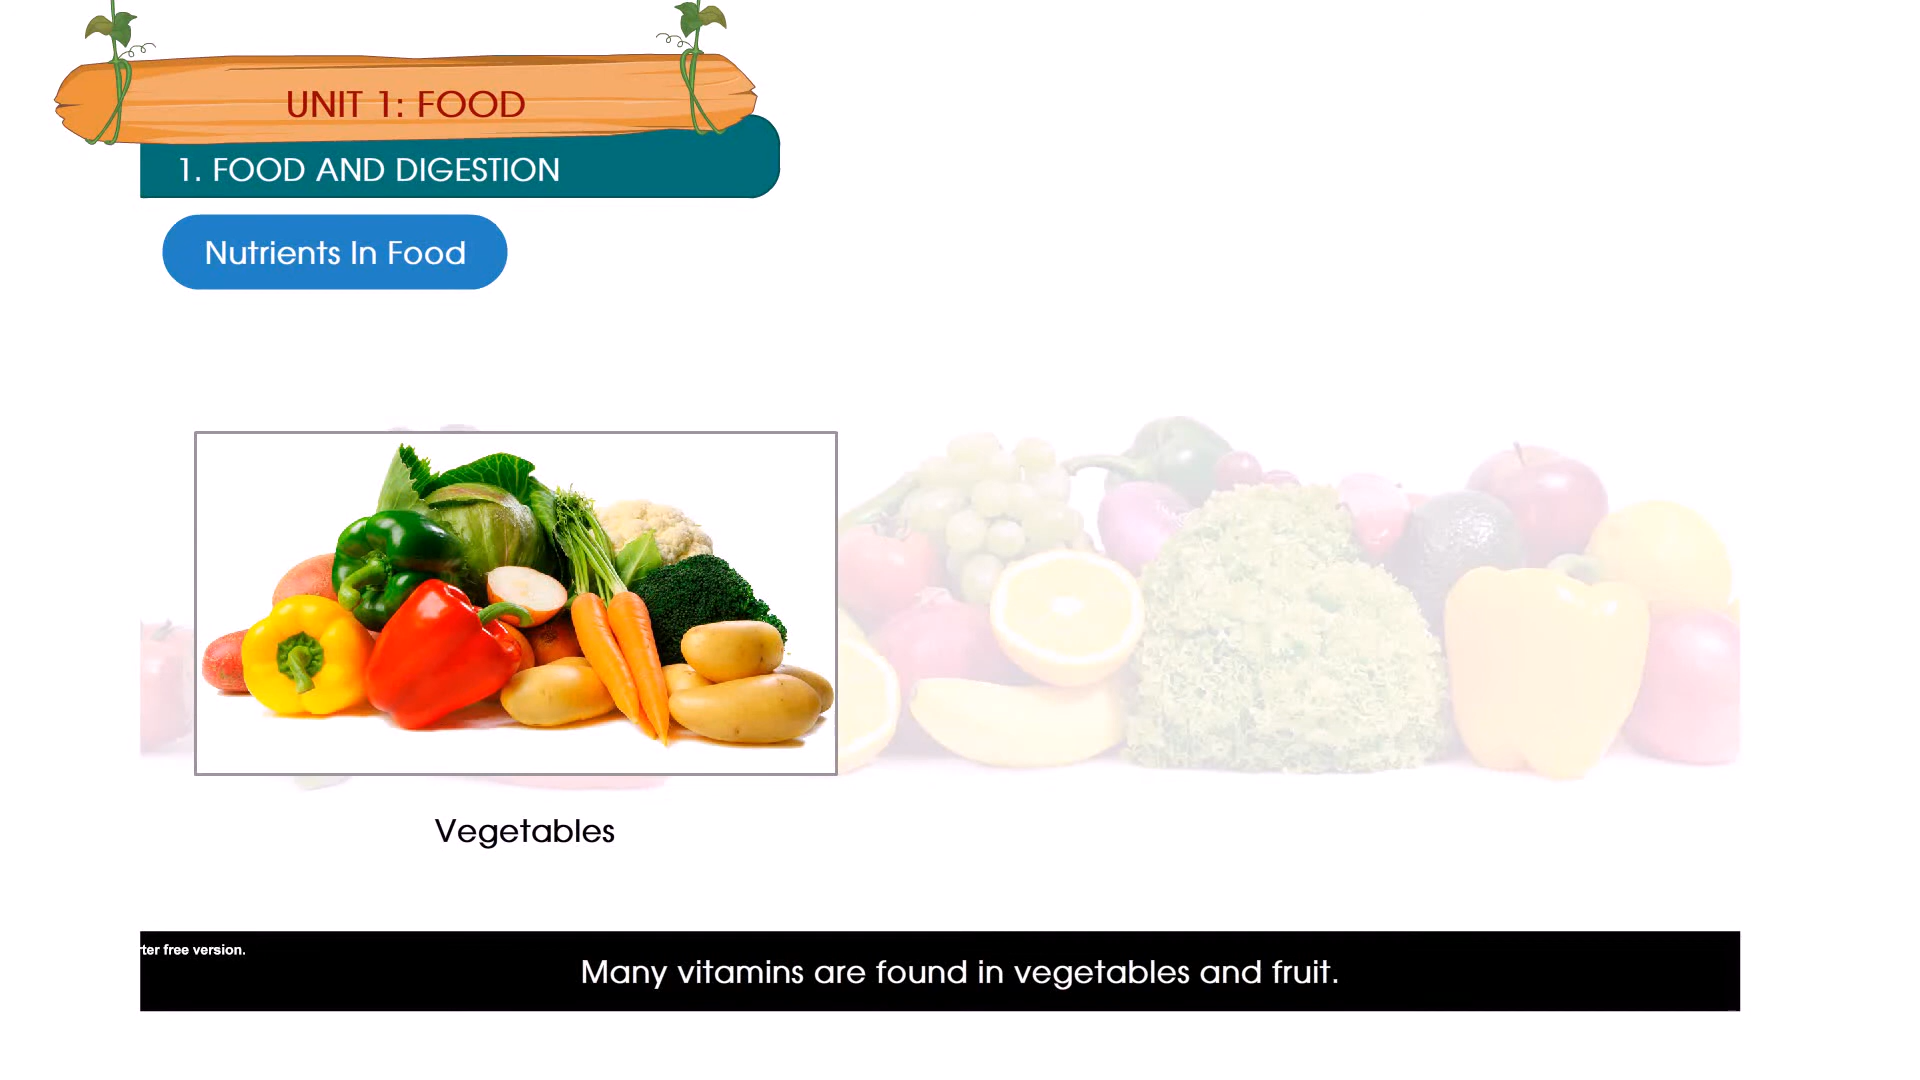 UNIT 1: FOOD
1. FOOD AND DIGESTION
Nutrients In Food
Vegetables
rter free version.
Many vitamins are found in vegetables and fruit.